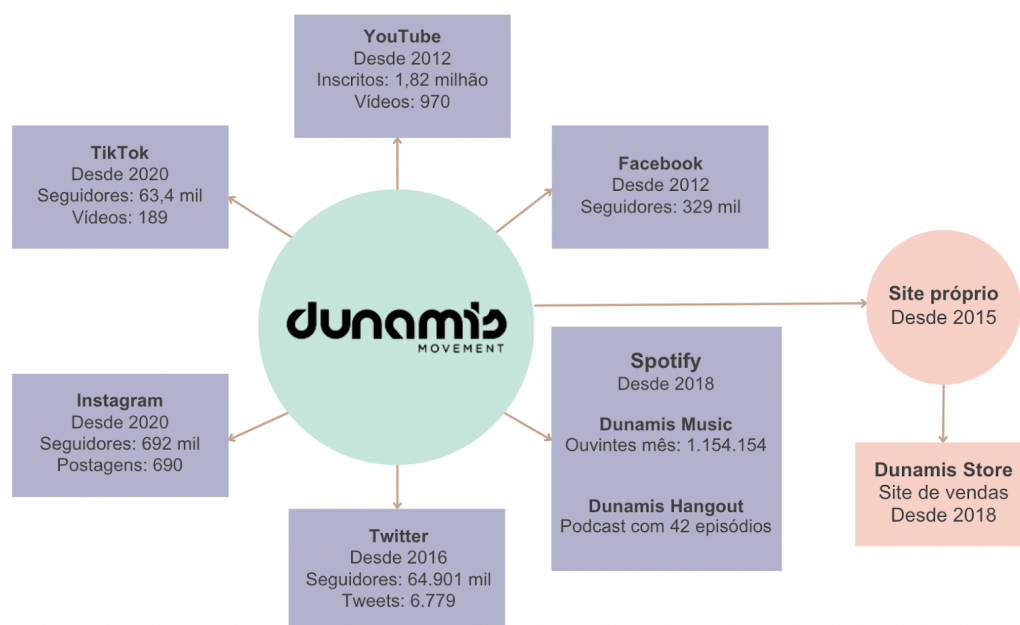 YouTube
Desde 2012
Inscritos: 1,82 milhão
Vídeos: 970
TikTok
Desde 2020
Seguidores: 63,4 mil
Vídeos: 189
Facebook
Desde 2012
Seguidores: 329 mil
dunamis
MOVEMENT
Site próprio
Desde 2015
Spotify
Desde 2018
Dunamis Music
Ouvintes mês: 1.154.154
Dunamis Hangout
Podcast com 42 episódios
Instagram
Desde 2020
Seguidores: 692 mil
Postagens: 690
Dunamis Store
Site de vendas
Desde 2018
Twitter
Desde 2016
Seguidores: 64.901 mil
Tweets: 6.779